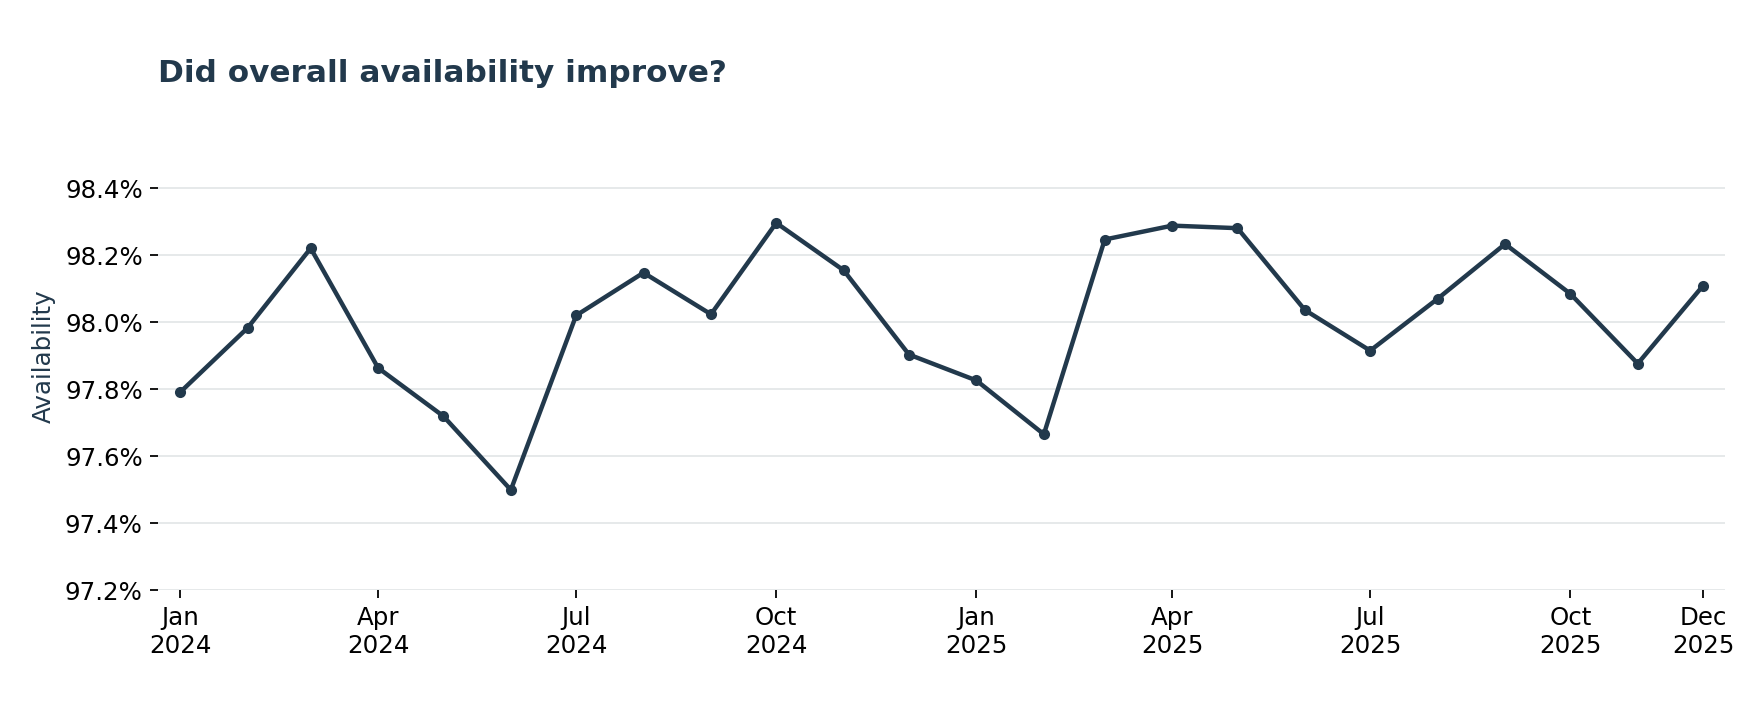 Did overall availability improve?
98.4%
98.2%
98.0%
97.8%
97.6%
97.4%
97.2%
Availability
Jan 2024
Apr 2024
Jul 2024
Oct 2024
Jan 2025
Apr 2025
Jul 2025
Oct 2025
Dec 2025